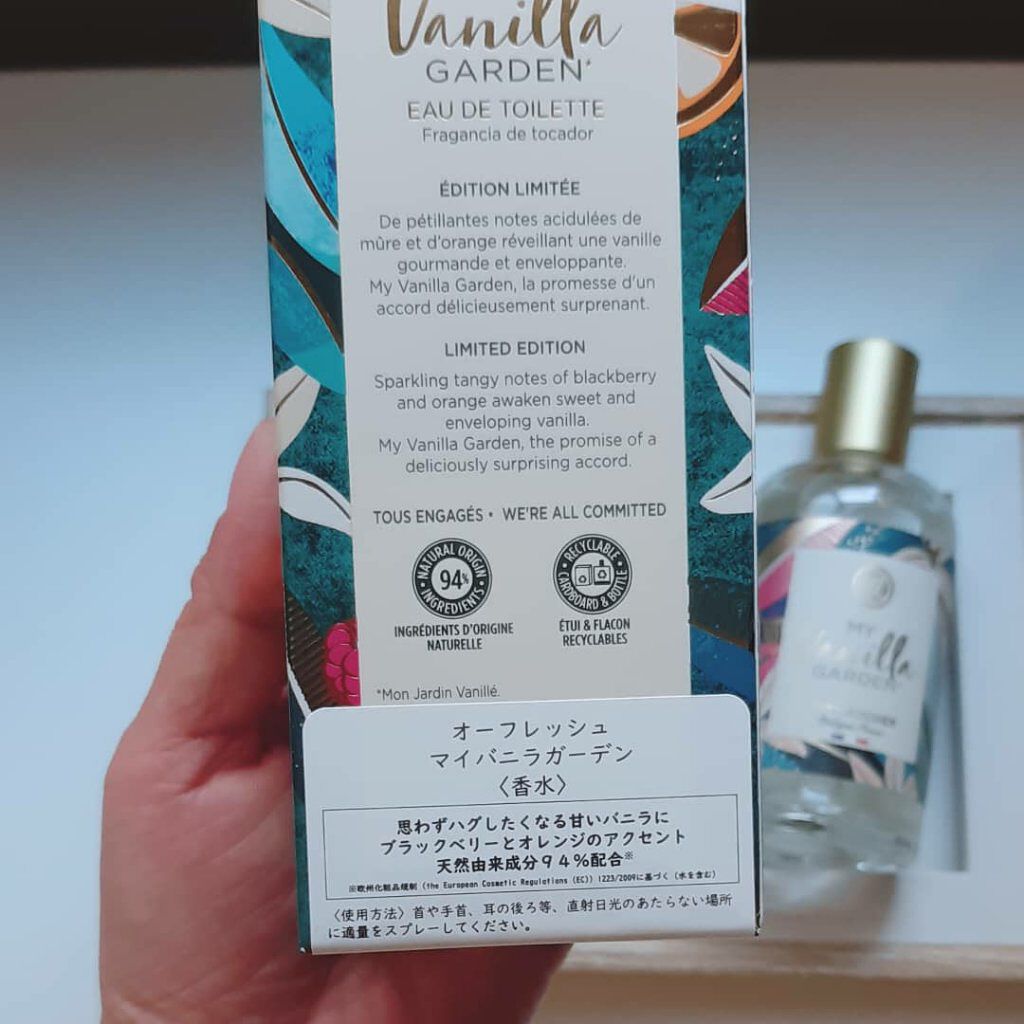 Vanilla
GARDEN*
EAU DE TOILETTE
Fragancia de tocador
ÉDITION LIMITÉE
De pétillantes notes acidulées de
mûre et d'orange réveillant une vanille
gourmande et enveloppante.
My Vanilla Garden, la promesse d'un
accord délicieusement surprenant.
LIMITED EDITION
Sparkling tangy notes of blackberry
and orange awaken sweet and
enveloping vanilla.
My Vanilla Garden, the promise of a
deliciously surprising accord.
TOUS ENGAGÉS • WE'RE ALL COMMITTED
NATURAL ORIGIN
94%
INGREDIENTS
INGRÉDIENTS D'ORIGINE
NATURELLE
RECYCLABLE
CARDBOARD & BOTTLE
ÉTUI & FLACON
RECYCLABLES
*Mon Jardin Vanillé.
オーフレッシュ
マイバニラガーデン
〈香水〉
思わずハグしたくなる甘いバニラに
ブラックベリーとオレンジのアクセント
天然由来成分94%配合※
※欧州化粧品規制 (the European Cosmetic Regulations (EC)) 1223/2009に基づく (水を含む)
〈使用方法〉首や手首、耳の後ろ等、直射日光のあたらない場所
に適量をスプレーしてください。
MY
Vanilla
GARDEN